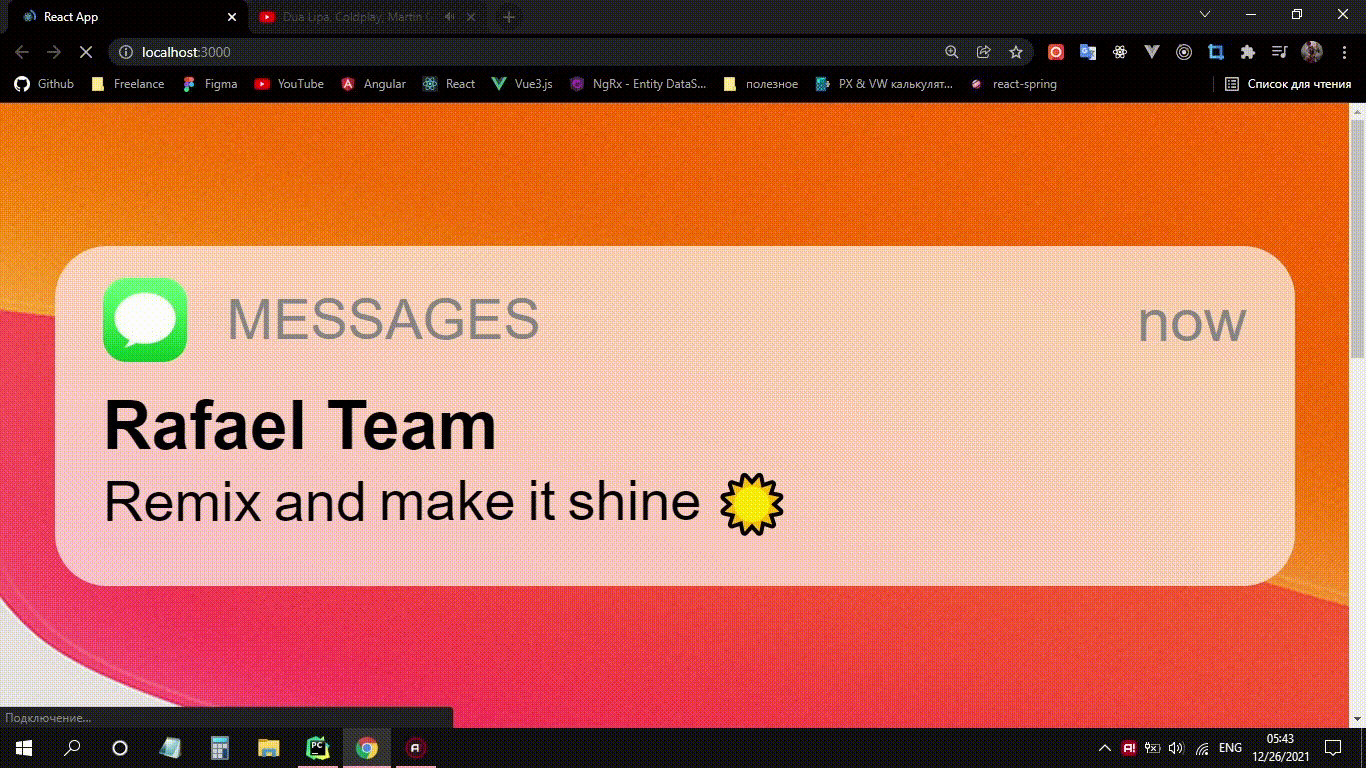 React App
Dua Lipa, Coldplay, Martin G
localhost:3000
Github Freelance Figma YouTube Angular React Vue3.js NgRx - Entity DataS... полезное PX & VW калькулят... react-spring Список для чтения
MESSAGES now
Rafael Team
Remix and make it shine
Подключение...
PC A A! ENG 05:43
12/26/2021